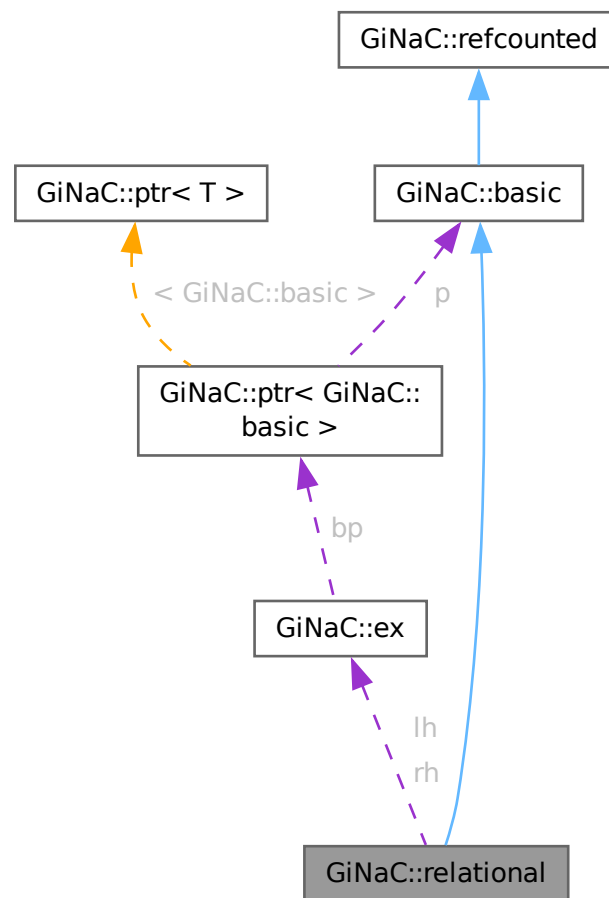 GiNaC::refcounted
GiNaC::ptr< T >
GiNaC::basic
< GiNaC::basic >
p
GiNaC::ptr< GiNaC::
basic >
bp
GiNaC::ex
lh
rh
GiNaC::relational